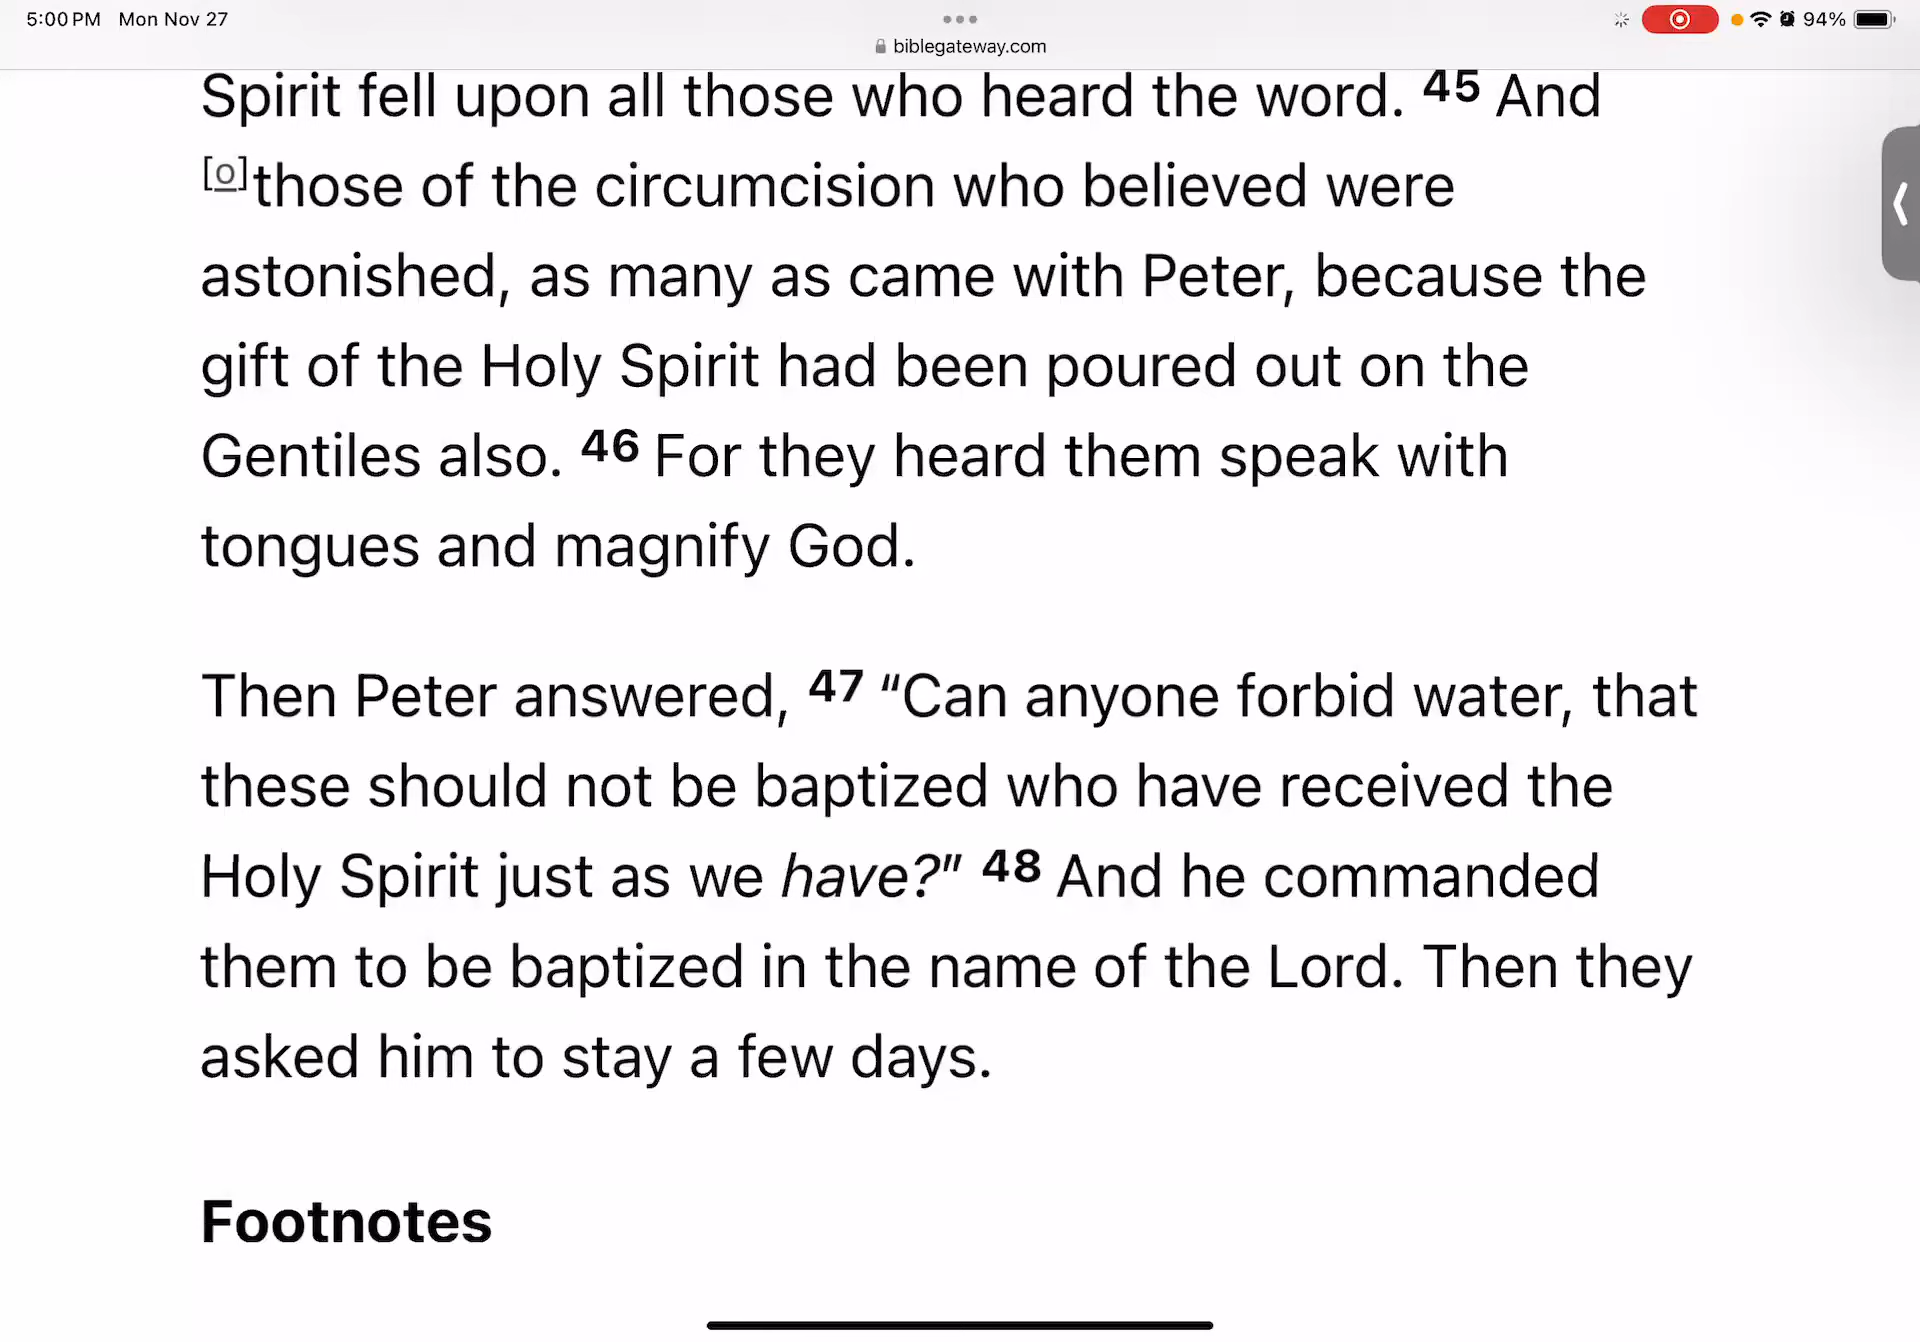 5:00 PM Mon Nov 27
94%
biblegateway.com
Spirit fell upon all those who heard the word. 45 And
[o]those of the circumcision who believed were
astonished, as many as came with Peter, because the
gift of the Holy Spirit had been poured out on the
Gentiles also. 46 For they heard them speak with
tongues and magnify God.
Then Peter answered, 47 “Can anyone forbid water, that
these should not be baptized who have received the
Holy Spirit just as we have?” 48 And he commanded
them to be baptized in the name of the Lord. Then they
asked him to stay a few days.
Footnotes